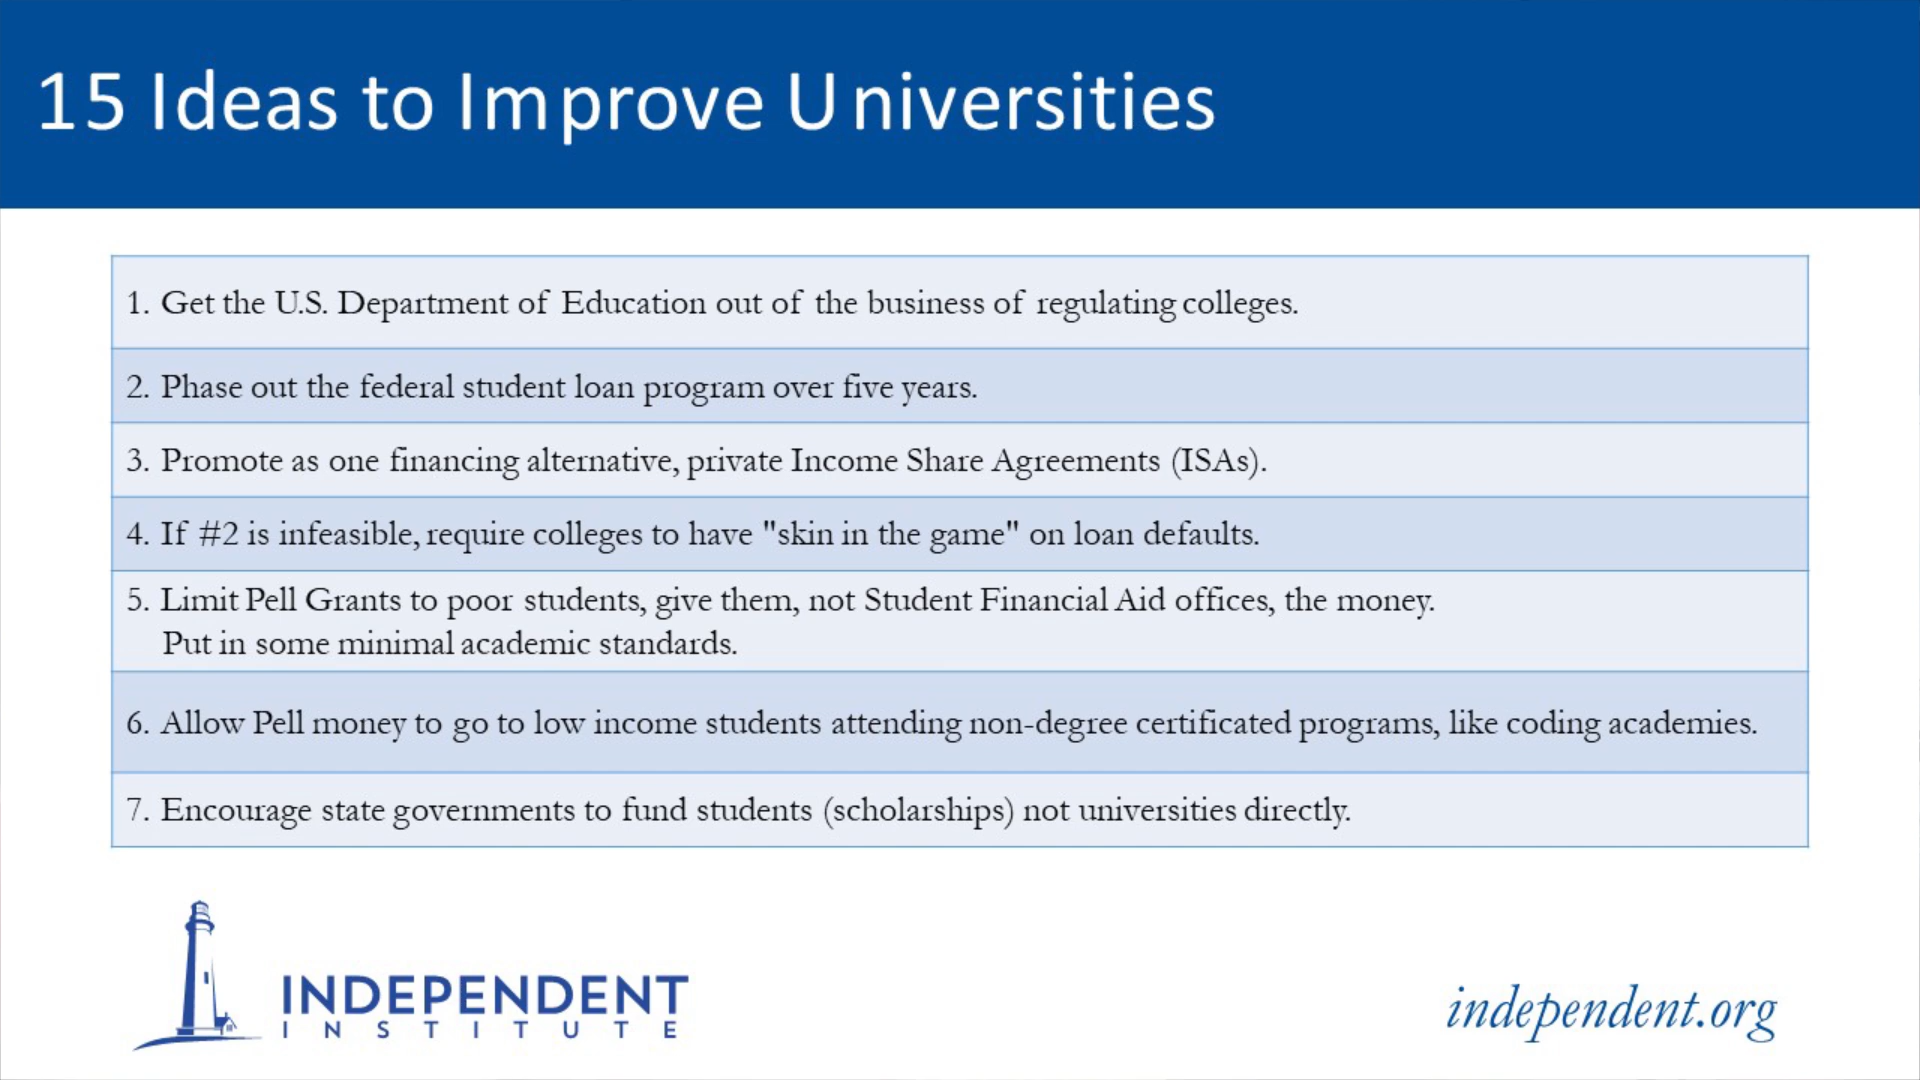 15 Ideas to Improve Universities
1. Get the U.S. Department of Education out of the business of regulating colleges.
2. Phase out the federal student loan program over five years.
3. Promote as one financing alternative, private Income Share Agreements (ISAs).
4. If #2 is infeasible, require colleges to have "skin in the game" on loan defaults.
5. Limit Pell Grants to poor students, give them, not Student Financial Aid offices, the money.
Put in some minimal academic standards.
6. Allow Pell money to go to low income students attending non-degree certificated programs, like coding academies.
7. Encourage state governments to fund students (scholarships) not universities directly.
INDEPENDENT
INSTITUTE
independent.org